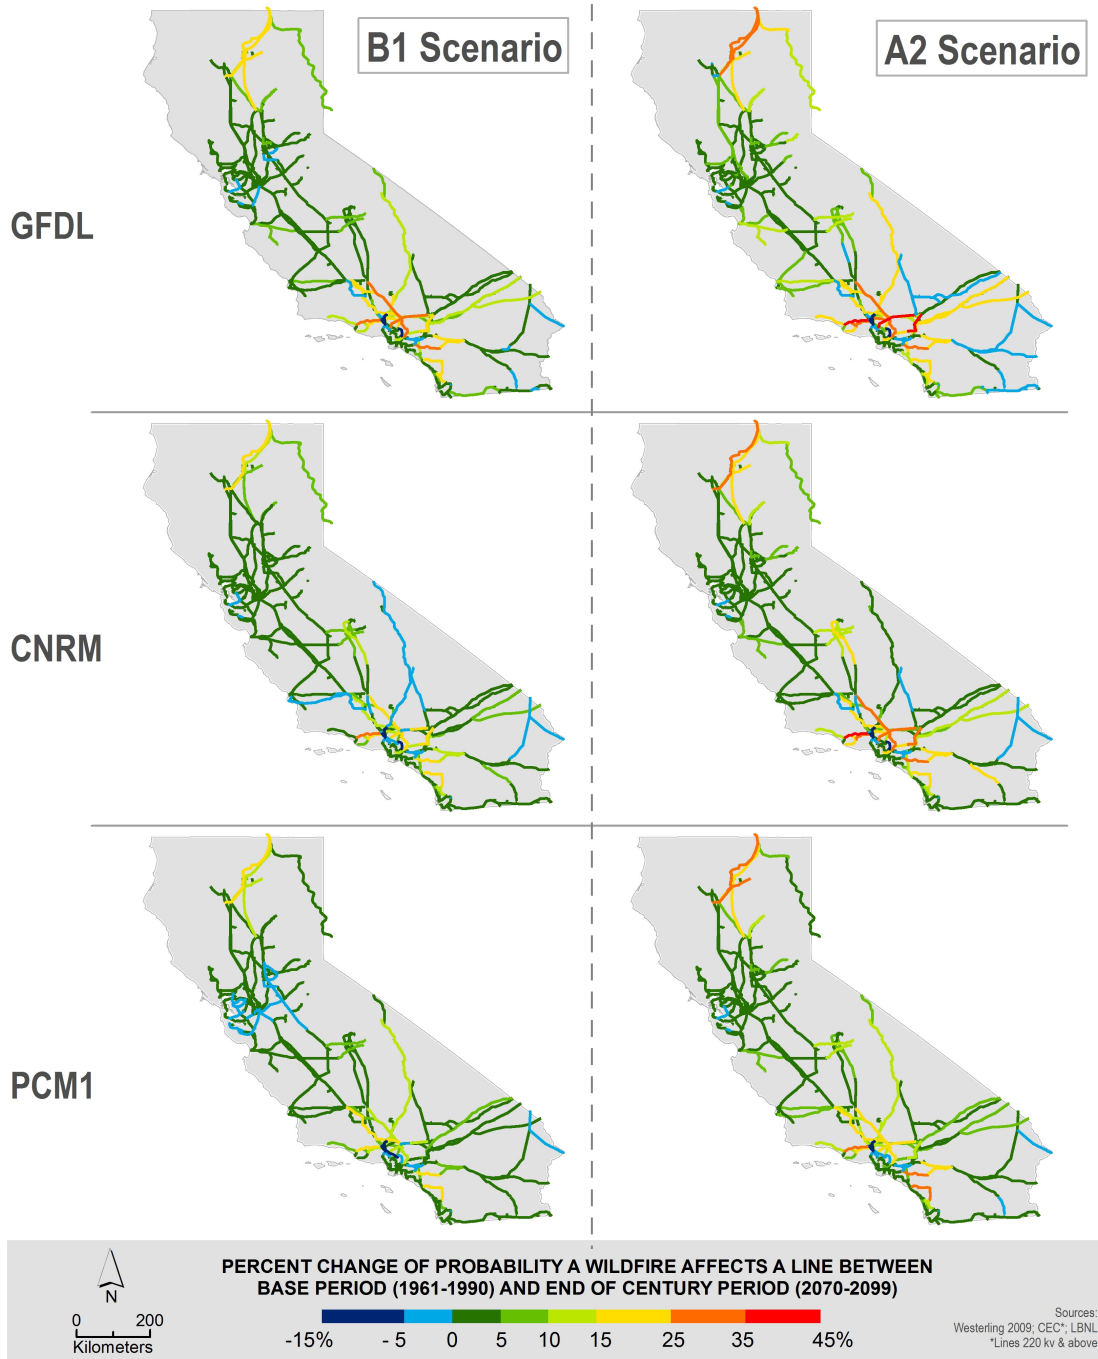 B1 Scenario
A2 Scenario
GFDL
CNRM
PCM1
N
0 200
Kilometers
PERCENT CHANGE OF PROBABILITY A WILDFIRE AFFECTS A LINE BETWEEN
BASE PERIOD (1961-1990) AND END OF CENTURY PERIOD (2070-2099)
-15% - 5 0 5 10 15 25 35 45%
Sources:
Westerling 2009; CEC*; LBNL
*Lines 220 kv & above